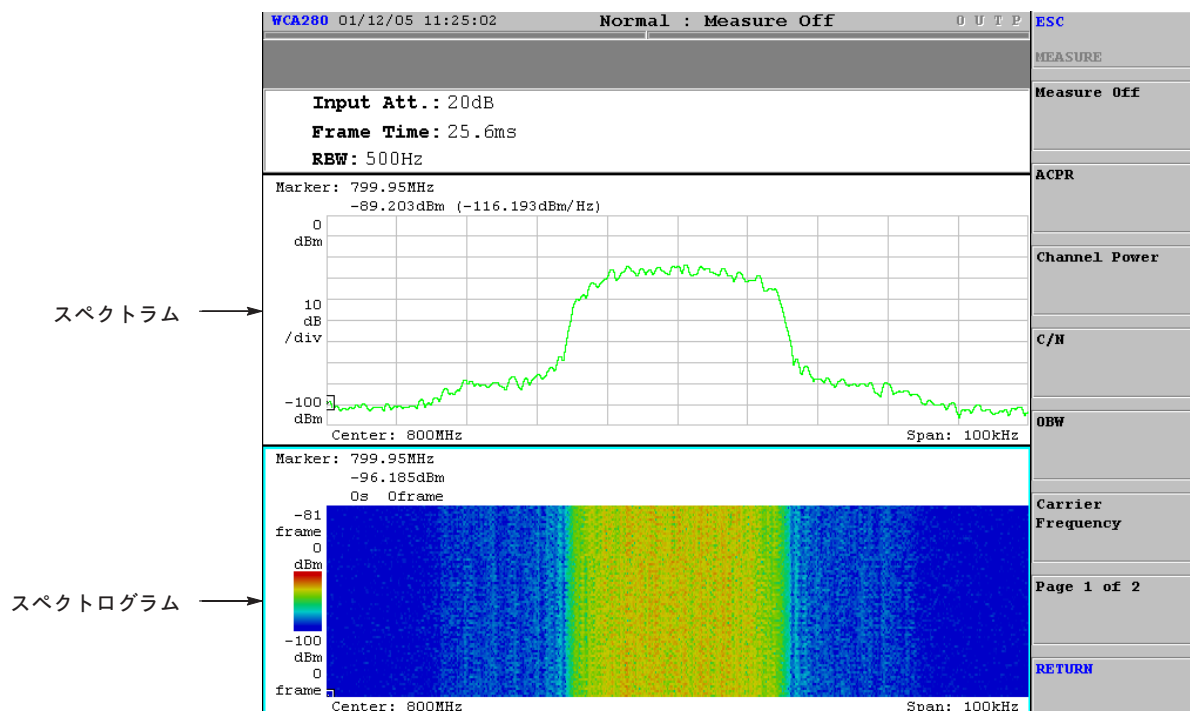 WCA280 01/12/05 11:25:02 Normal : Measure Off O U T P
ESC
MEASURE
Measure Off
ACPR
Channel Power
C/N
OBW
Carrier
Frequency
Page 1 of 2
RETURN
Input Att.: 20dB
Frame Time: 25.6ms
RBW: 500Hz
Marker: 799.95MHz
-89.203dBm (-116.193dBm/Hz)
0
dBm
10
dB
/div
-100
dBm
Center: 800MHz Span: 100kHz
スペクトラム
Marker: 799.95MHz
-96.185dBm
0s 0frame
-81
frame
0
dBm
-100
dBm
0
frame
Center: 800MHz Span: 100kHz
スペクトログラム